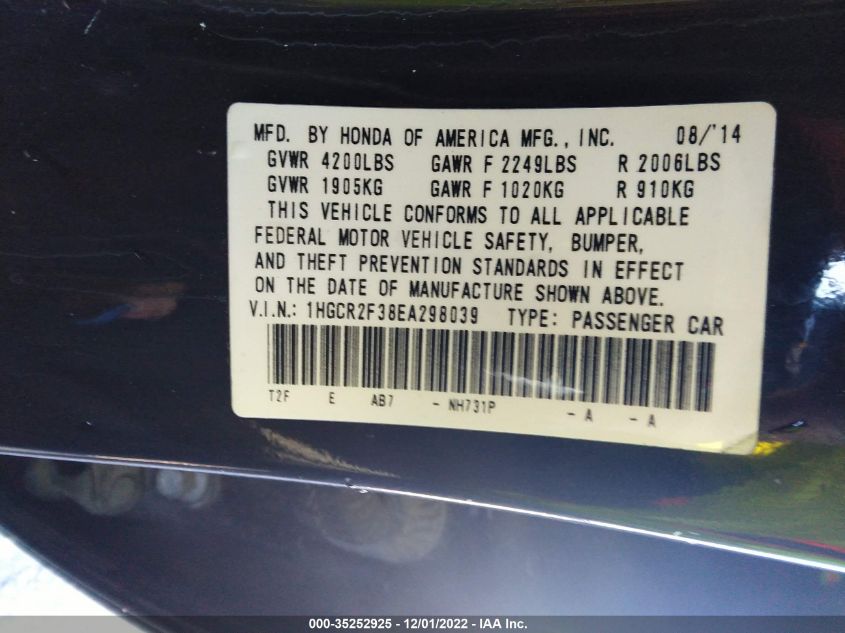 MFD. BY HONDA OF AMERICA MFG., INC. 08/'14
GVWR 4200LBS GAWR F 2249LBS R 2006LBS
GVWR 1905KG GAWR F 1020KG R 910KG
THIS VEHICLE CONFORMS TO ALL APPLICABLE
FEDERAL MOTOR VEHICLE SAFETY, BUMPER,
AND THEFT PREVENTION STANDARDS IN EFFECT
ON THE DATE OF MANUFACTURE SHOWN ABOVE.
V.I.N.: 1HGCR2F38EA298039 TYPE: PASSENGER CAR
T2F E AB7 - NH731P - A - A
000-35252925 - 12/01/2022 - IAA Inc.